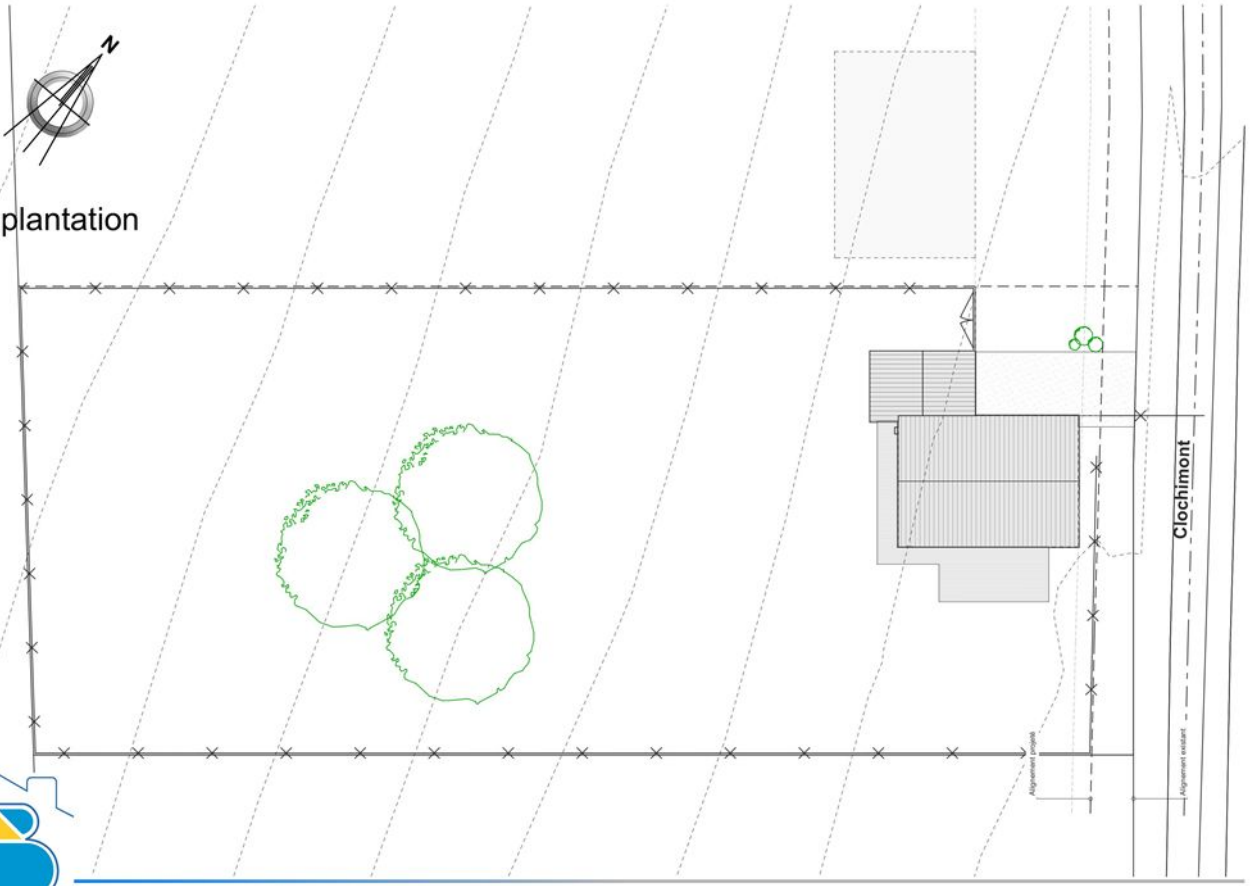 N
plantation
Clochimont
Alignement projeté
Alignement existant